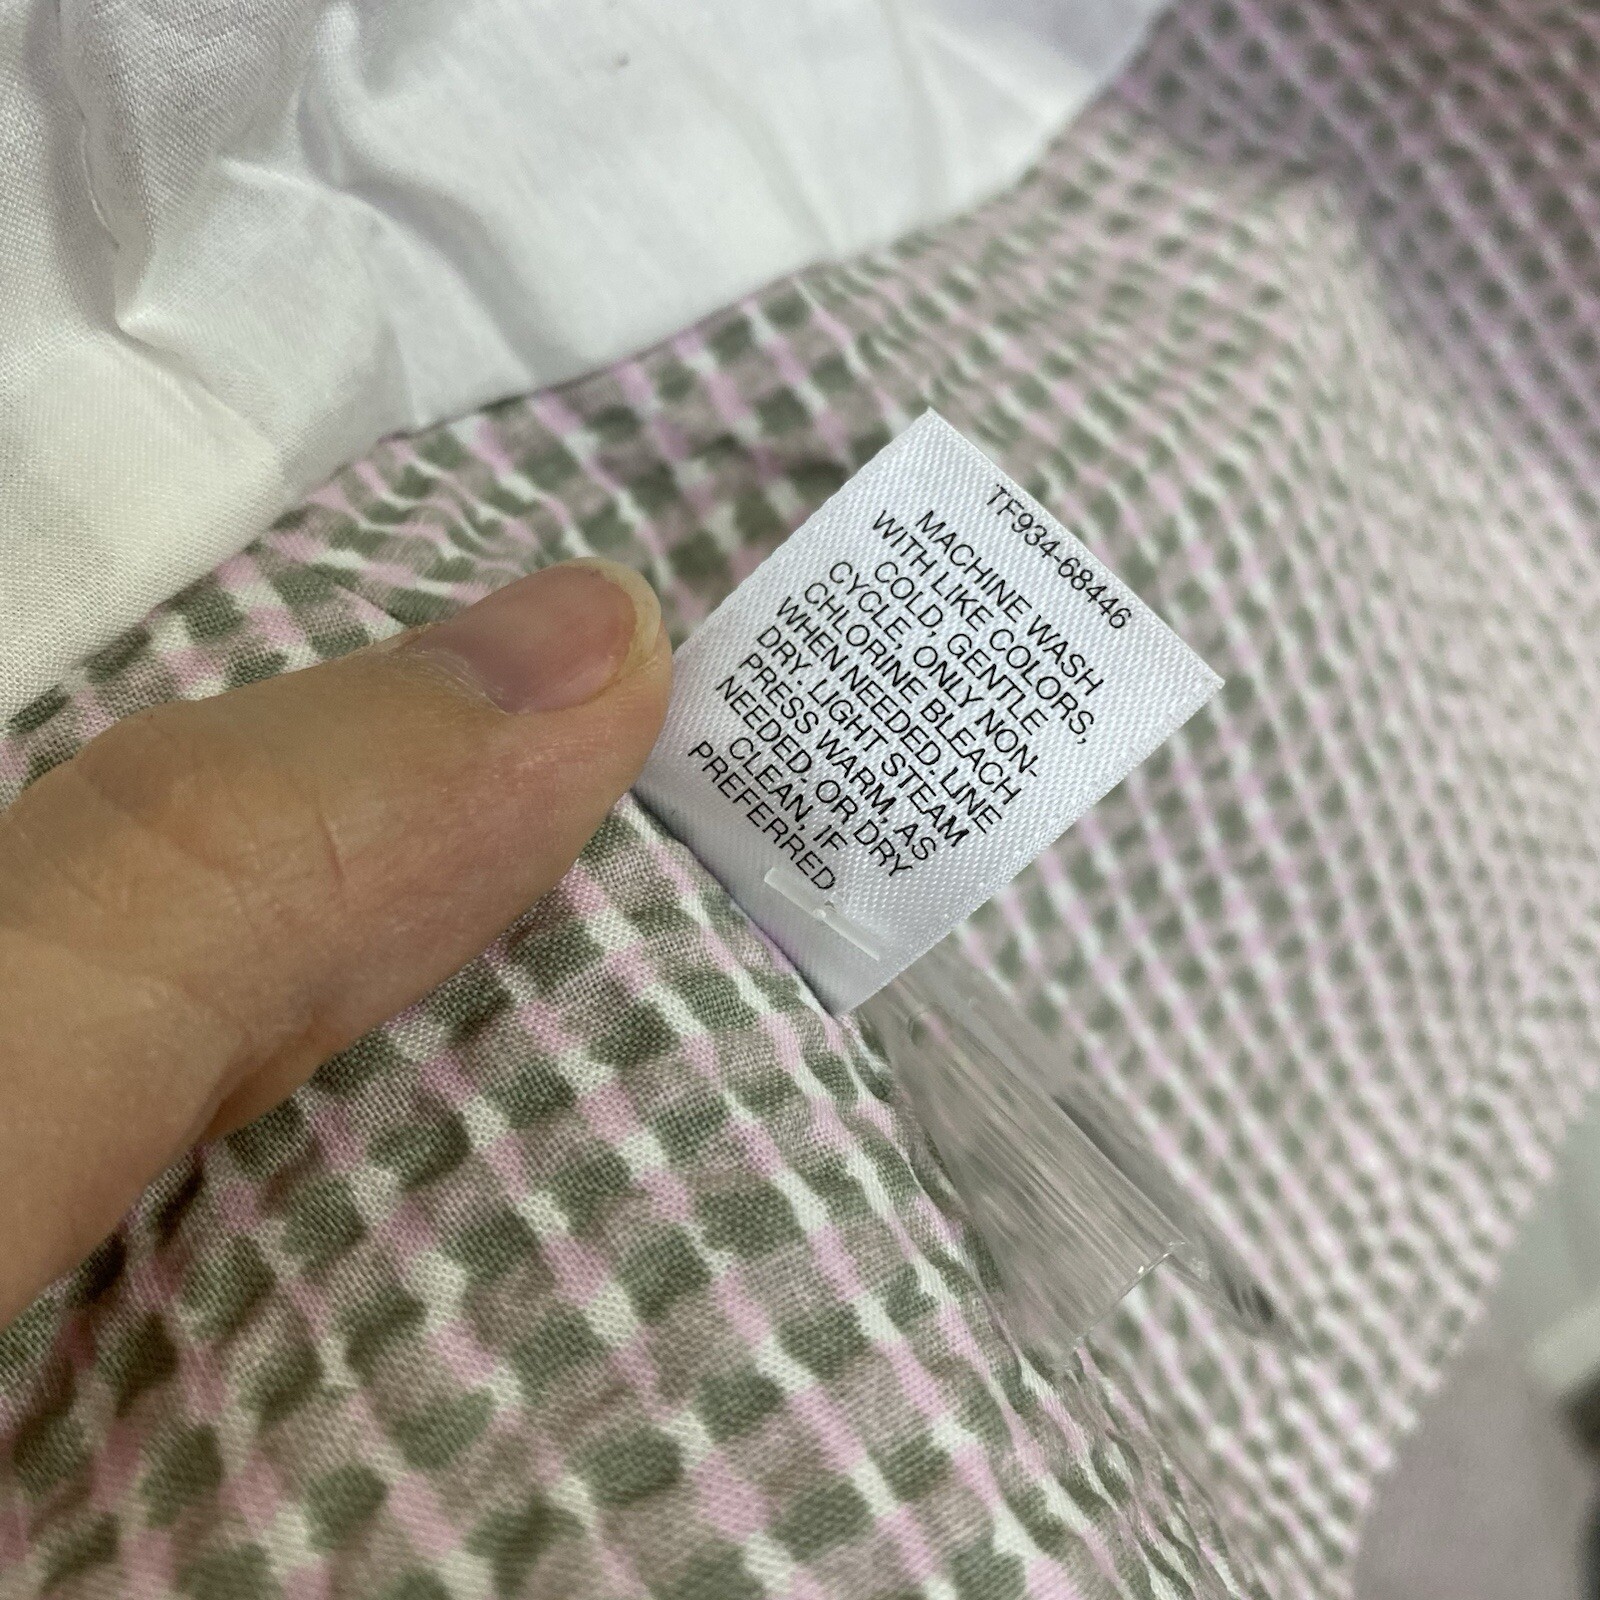 TF934-68446
MACHINE WASH
WITH LIKE COLORS,
COLD, GENTLE
CYCLE, ONLY NON-
CHLORINE BLEACH
WHEN NEEDED. LINE
DRY. LIGHT STEAM
PRESS WARM, AS
NEEDED. OR DRY
CLEAN, IF
PREFERRED